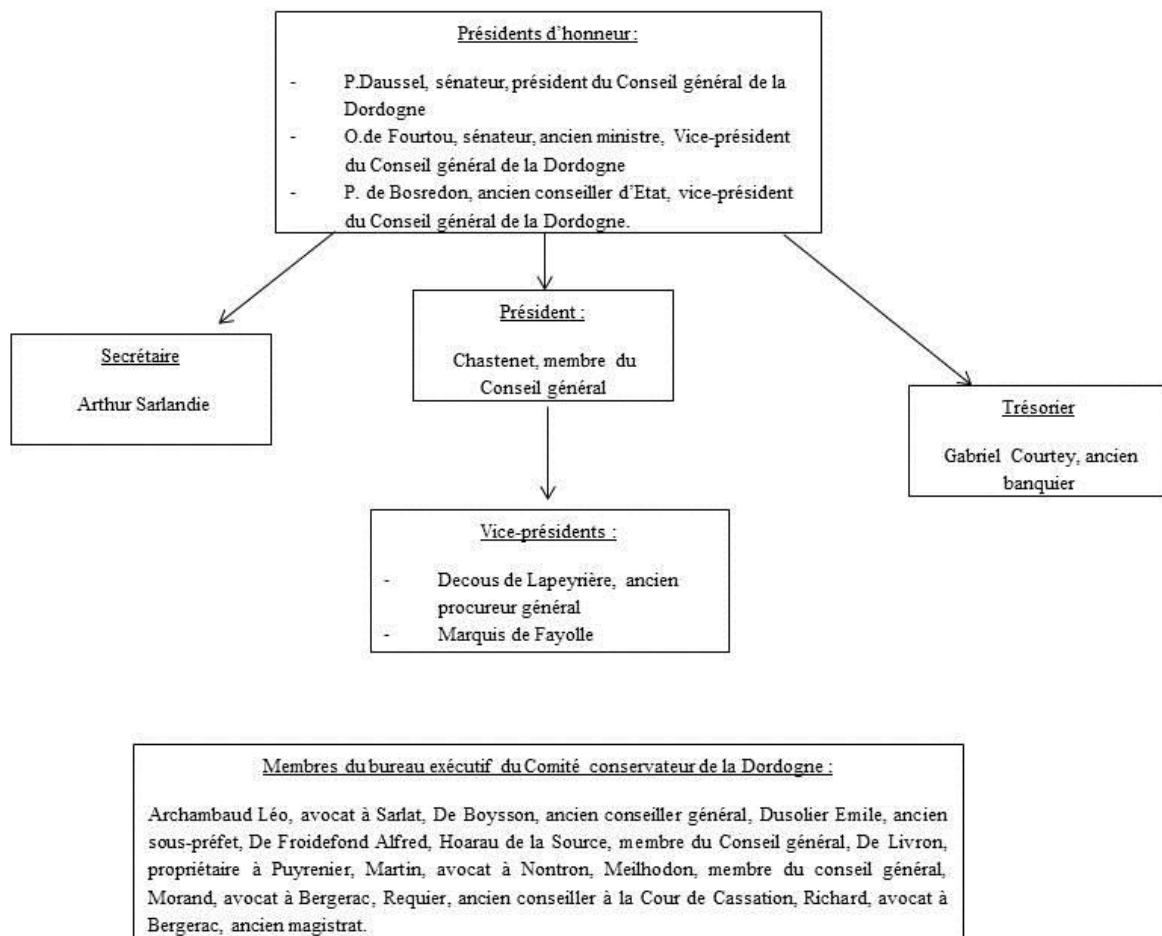 Présidents d’honneur :
- P.Daussel, sénateur, président du Conseil général de la
Dordogne
- O.de Fourtou, sénateur, ancien ministre, Vice-président
du Conseil général de la Dordogne
- P. de Bosredon, ancien conseiller d’Etat, vice-président
du Conseil général de la Dordogne.
Secrétaire
Arthur Sarlandie
Président :
Chastenet, membre du
Conseil général
Trésorier
Gabriel Courtey, ancien
banquier
Vice-présidents :
- Decous de Lapeyrière, ancien
procureur général
- Marquis de Fayolle
Membres du bureau exécutif du Comité conservateur de la Dordogne :
Archambaud Léo, avocat à Sarlat, De Boysson, ancien conseiller général, Dusolier Emile, ancien
sous-préfet, De Froidefond Alfred, Hoarau de la Source, membre du Conseil général, De Livron,
propriétaire à Puyrenier, Martin, avocat à Nontron, Meilhodon, membre du conseil général,
Morand, avocat à Bergerac, Requier, ancien conseiller à la Cour de Cassation, Richard, avocat à
Bergerac, ancien magistrat.